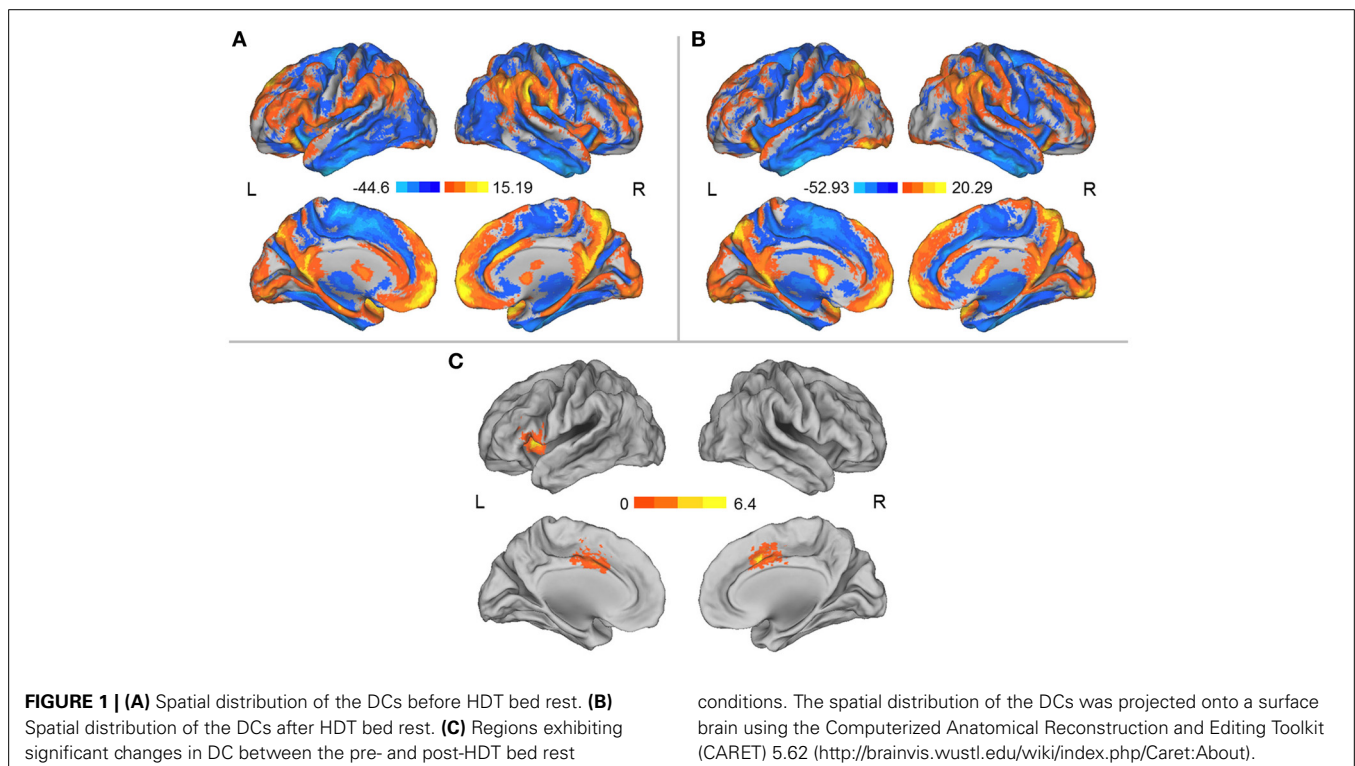 A
B
L
-44.6
15.19
R
L
-52.93
20.29
R
C
L
0
6.4
R
FIGURE 1 | (A) Spatial distribution of the DCs before HDT bed rest. (B)
Spatial distribution of the DCs after HDT bed rest. (C) Regions exhibiting
significant changes in DC between the pre- and post-HDT bed rest
conditions. The spatial distribution of the DCs was projected onto a surface
brain using the Computerized Anatomical Reconstruction and Editing Toolkit
(CARET) 5.62 (http://brainvis.wustl.edu/wiki/index.php/Caret:About).